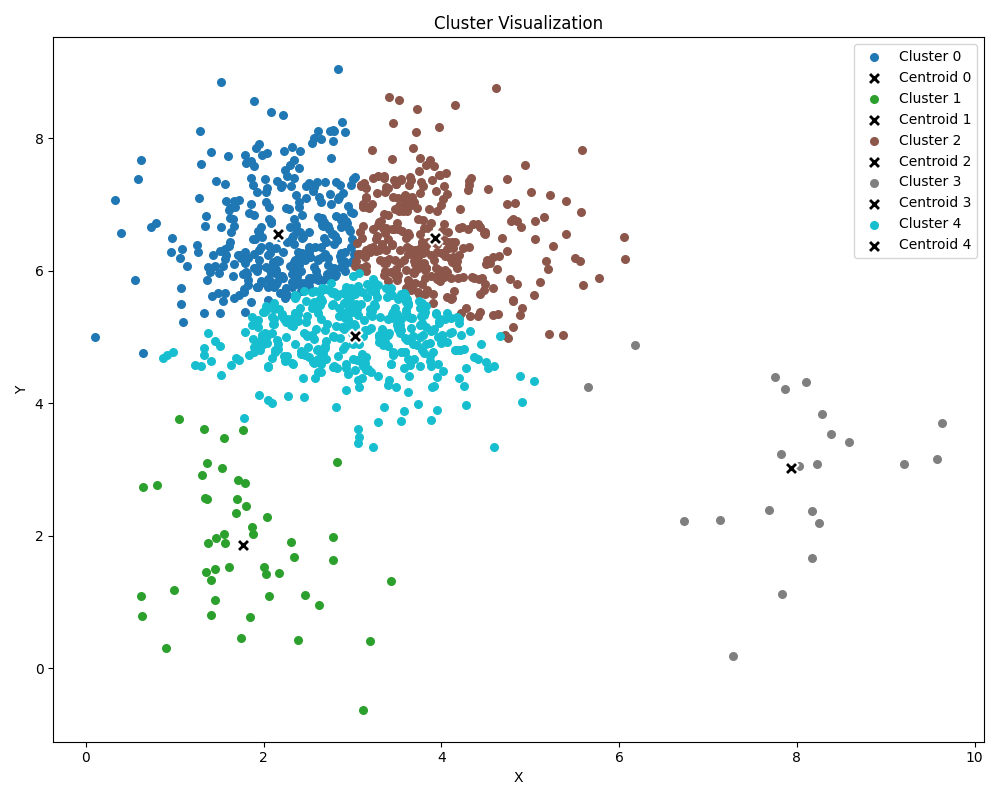 Cluster Visualization
Cluster 0
Centroid 0
Cluster 1
Centroid 1
Cluster 2
Centroid 2
Cluster 3
Centroid 3
Cluster 4
Centroid 4
Y
8
6
4
2
0
0 2 4 6 8 10
X